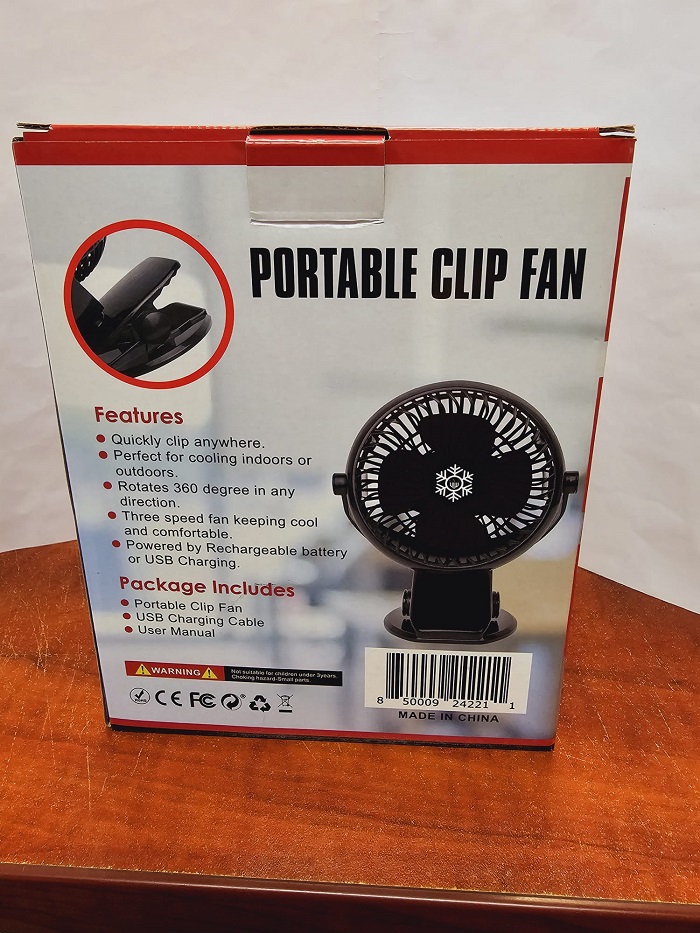 PORTABLE CLIP FAN
Features
Quickly clip anywhere.
Perfect for cooling indoors or
outdoors.
Rotates 360 degree in any
direction.
Three speed fan keeping cool
and comfortable.
Powered by Rechargeable battery
or USB Charging.
Package Includes
Portable Clip Fan
USB Charging Cable
User Manual
WARNING
Not suitable for children under 3years.
Choking hazard-Small parts.
CE FC
8 50009 24221 1
MADE IN CHINA